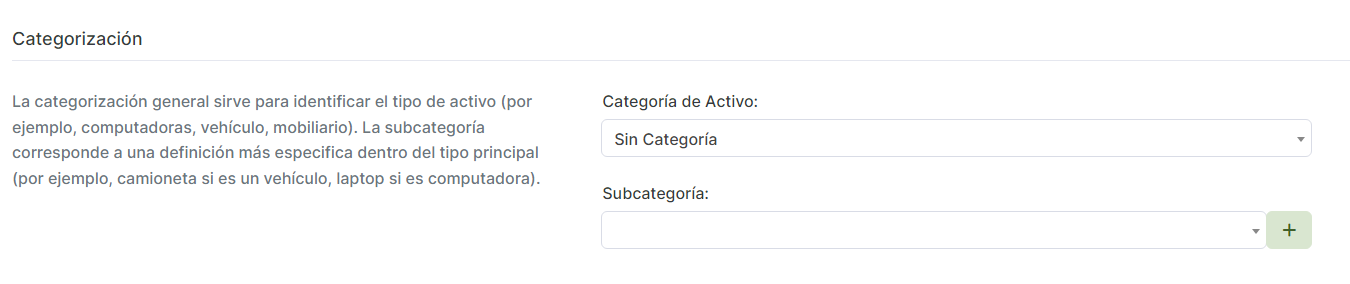 Categorización
La categorización general sirve para identificar el tipo de activo (por
ejemplo, computadoras, vehículo, mobiliario). La subcategoría
corresponde a una definición más especifica dentro del tipo principal
(por ejemplo, camioneta si es un vehículo, laptop si es computadora).
Categoría de Activo:
Sin Categoría
Subcategoría:
+